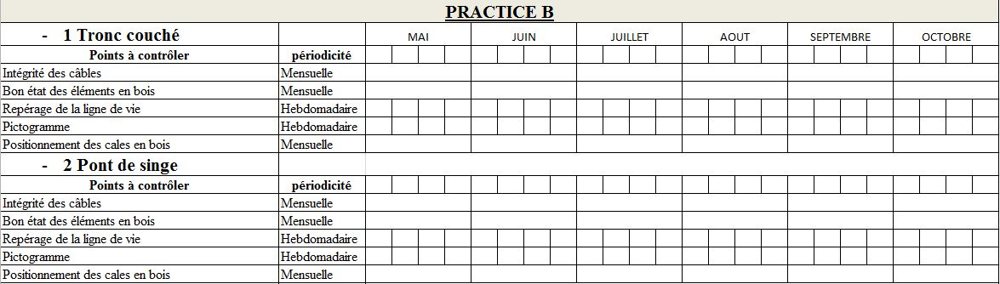 PRACTICE B
- 1 Tronc couché MAI JUIN JUILLET AOUT SEPTEMBRE OCTOBRE
Points à contrôler périodicité
Intégrité des câbles Mensuelle
Bon état des éléments en bois Mensuelle
Repérage de la ligne de vie Hebdomadaire
Pictogramme Hebdomadaire
Positionnement des cales en bois Mensuelle
- 2 Pont de singe
Points à contrôler périodicité
Intégrité des câbles Mensuelle
Bon état des éléments en bois Mensuelle
Repérage de la ligne de vie Hebdomadaire
Pictogramme Hebdomadaire
Positionnement des cales en bois Mensuelle